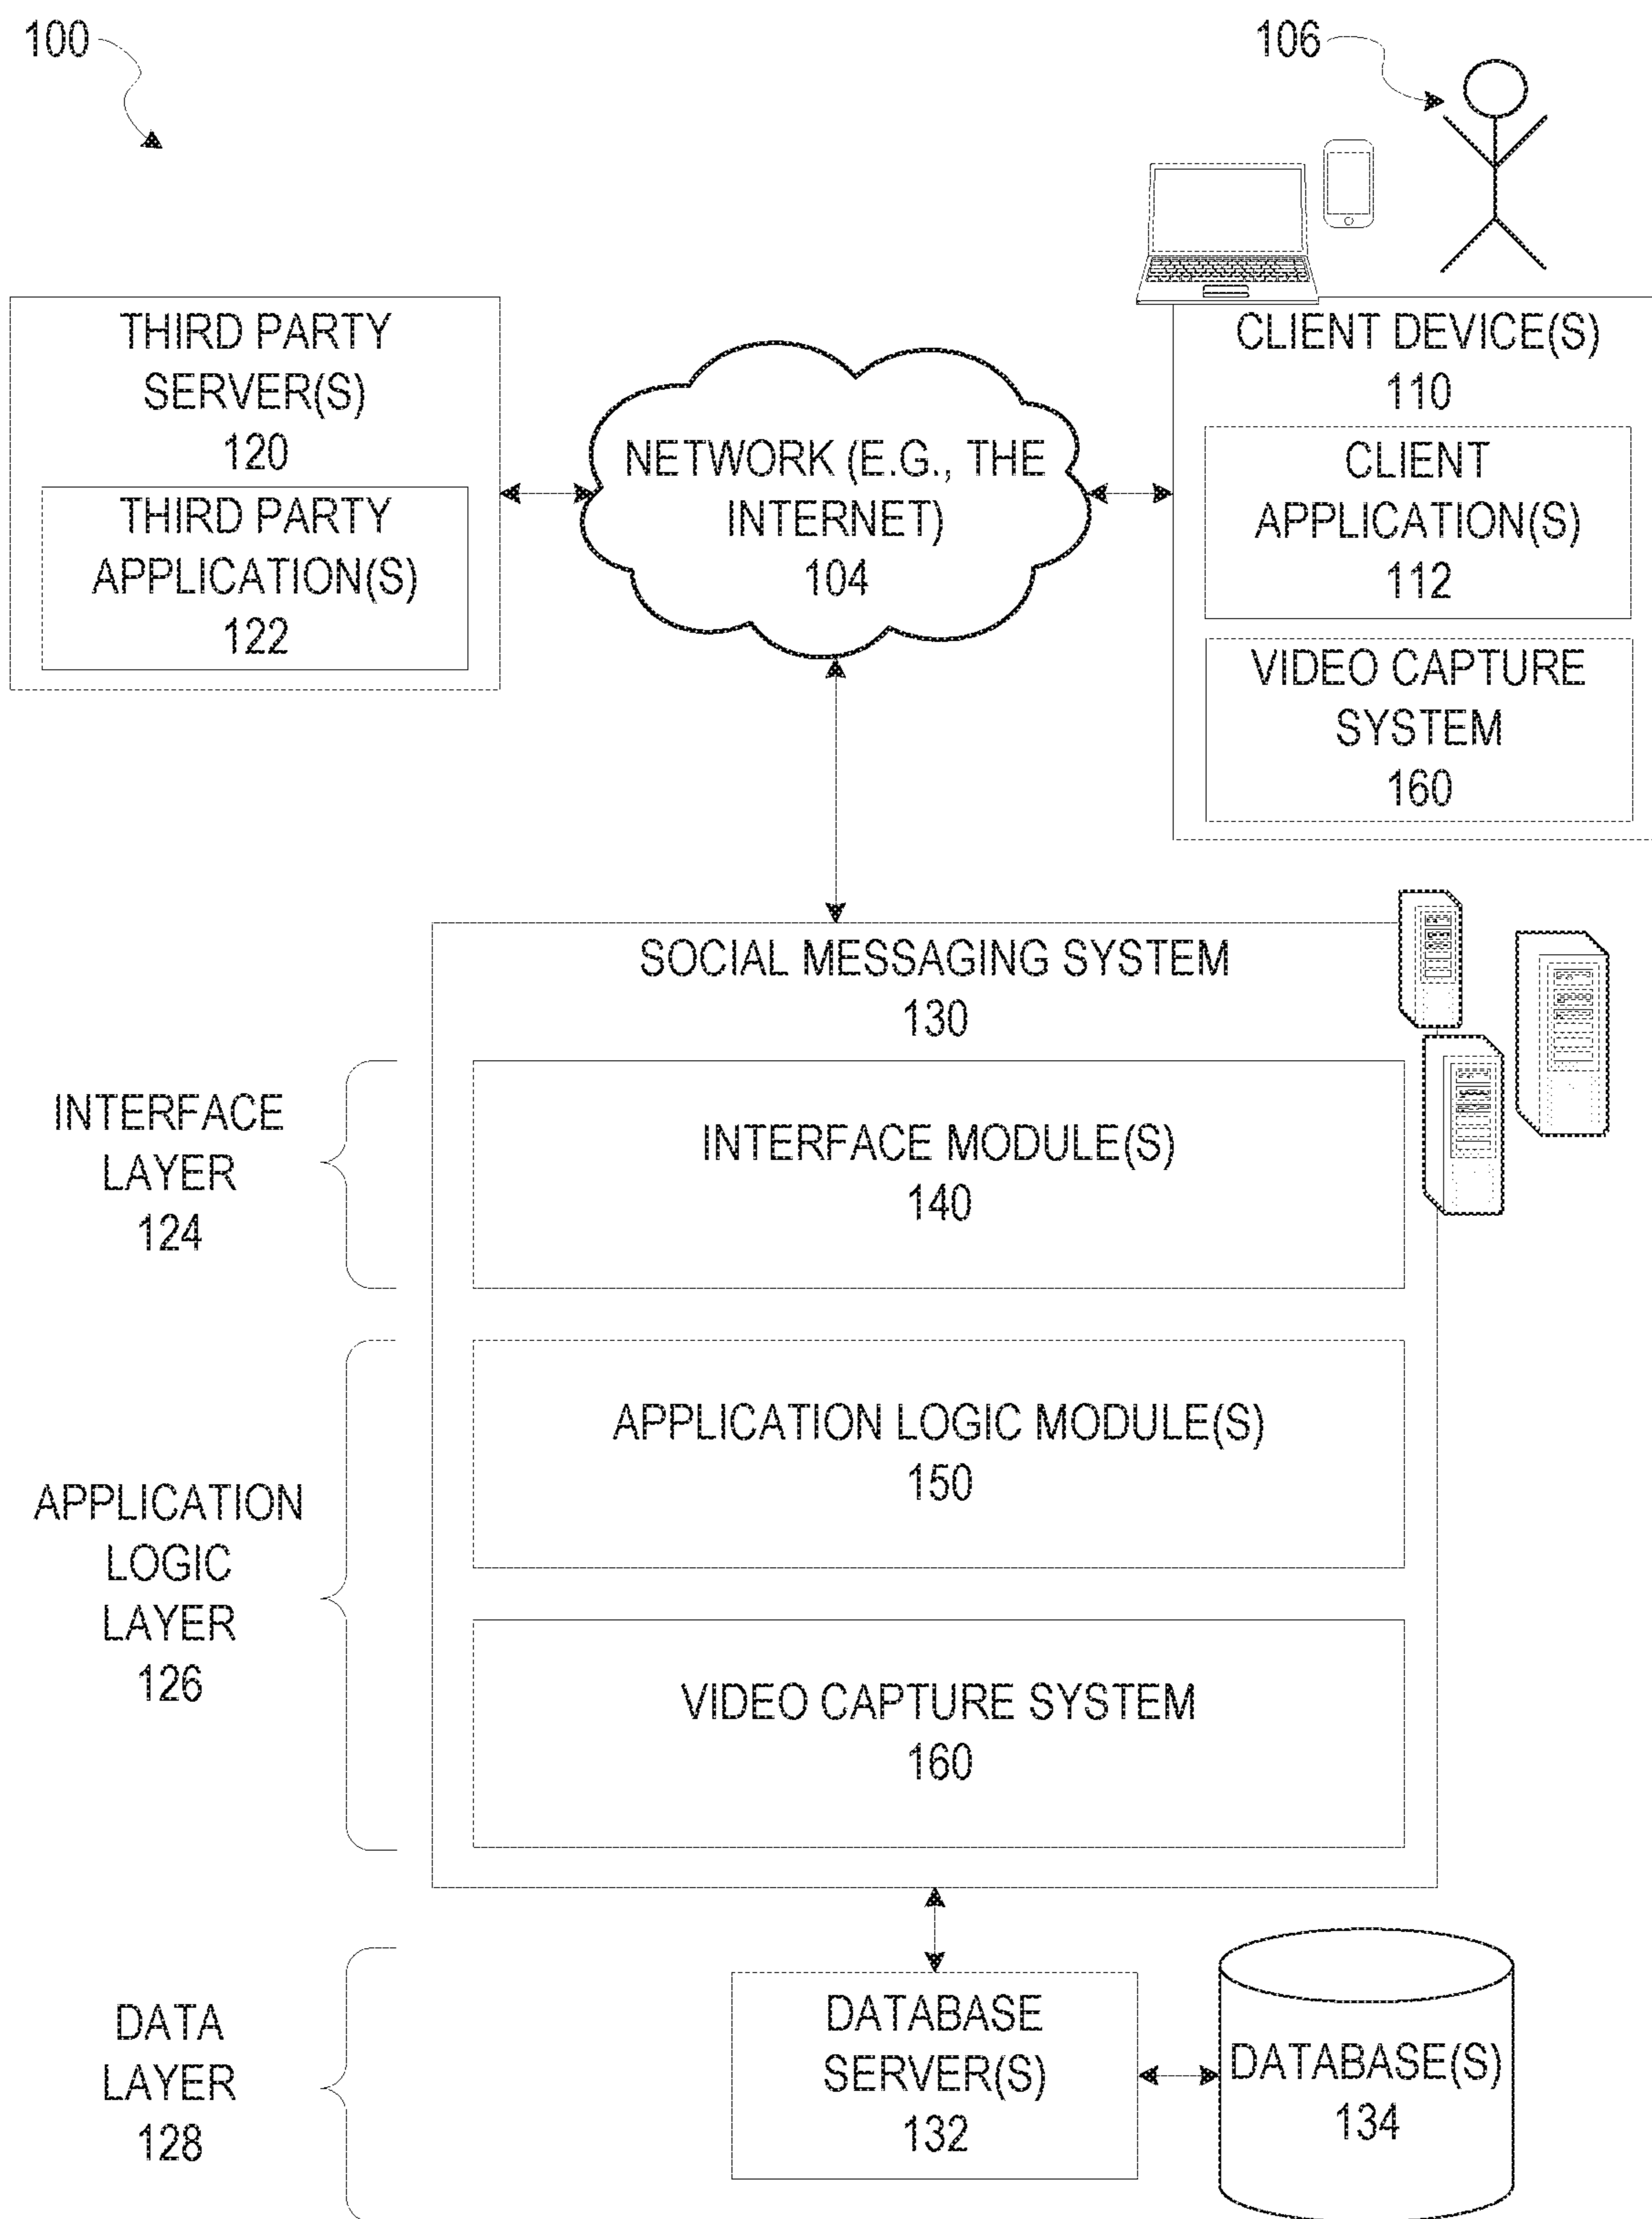 100
106
THIRD PARTY
SERVER(S)
120
THIRD PARTY
APPLICATION(S)
122
NETWORK (E.G., THE
INTERNET)
104
CLIENT DEVICE(S)
110
CLIENT
APPLICATION(S)
112
VIDEO CAPTURE
SYSTEM
160
SOCIAL MESSAGING SYSTEM
130
INTERFACE
LAYER
124
INTERFACE MODULE(S)
140
APPLICATION
LOGIC
LAYER
126
APPLICATION LOGIC MODULE(S)
150
VIDEO CAPTURE SYSTEM
160
DATA
LAYER
128
DATABASE
SERVER(S)
132
DATABASE(S)
134